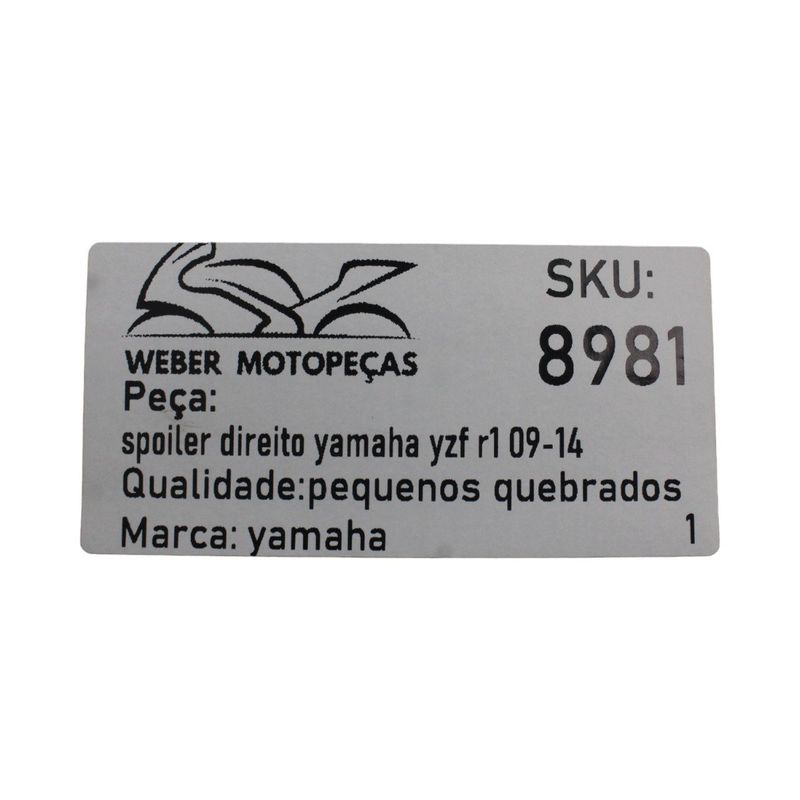 WEBER MOTOPEÇAS
SKU:
8981
Peça:
spoiler direito yamaha yzf r1 09-14
Qualidade:pequenos quebrados
Marca: yamaha 1